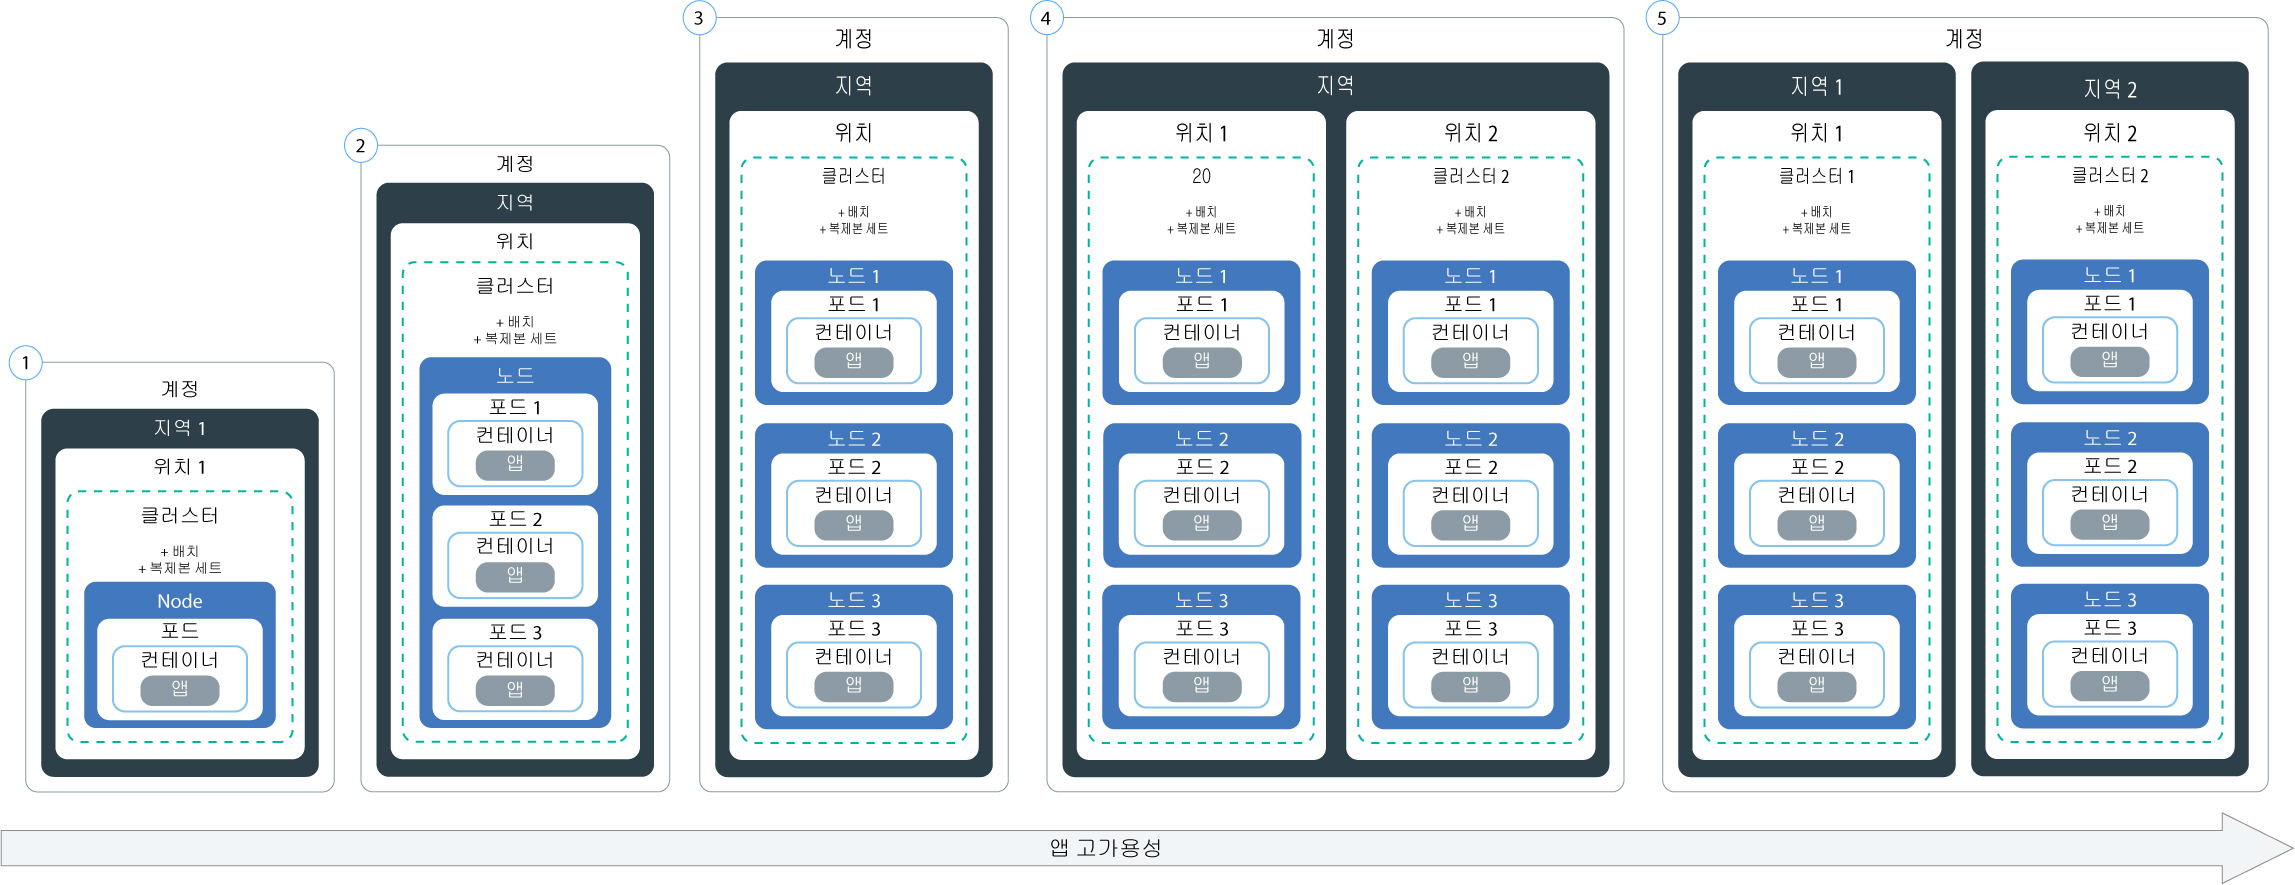 1
계정
지역 1
위치 1
클러스터
+ 배치
+ 복제본 세트
Node
포드
컨테이너
앱
2
계정
지역
위치
클러스터
+ 배치
+ 복제본 세트
노드
포드 1
컨테이너
앱
포드 2
컨테이너
앱
포드 3
컨테이너
앱
3
계정
지역
위치
클러스터
+ 배치
+ 복제본 세트
노드 1
포드 1
컨테이너
앱
노드 2
포드 2
컨테이너
앱
노드 3
포드 3
컨테이너
앱
4
계정
지역
위치 1
20
+ 배치
+ 복제본 세트
노드 1
포드 1
컨테이너
앱
노드 2
포드 2
컨테이너
앱
노드 3
포드 3
컨테이너
앱
위치 2
클러스터 2
+ 배치
+ 복제본 세트
노드 1
포드 1
컨테이너
앱
노드 2
포드 2
컨테이너
앱
노드 3
포드 3
컨테이너
앱
5
계정
지역 1
위치 1
클러스터 1
+ 배치
+ 복제본 세트
노드 1
포드 1
컨테이너
앱
노드 2
포드 2
컨테이너
앱
노드 3
포드 3
컨테이너
앱
지역 2
위치 2
클러스터 2
+ 배치
+ 복제본 세트
노드 1
포드 1
컨테이너
앱
노드 2
포드 2
컨테이너
앱
노드 3
포드 3
컨테이너
앱
앱 고가용성